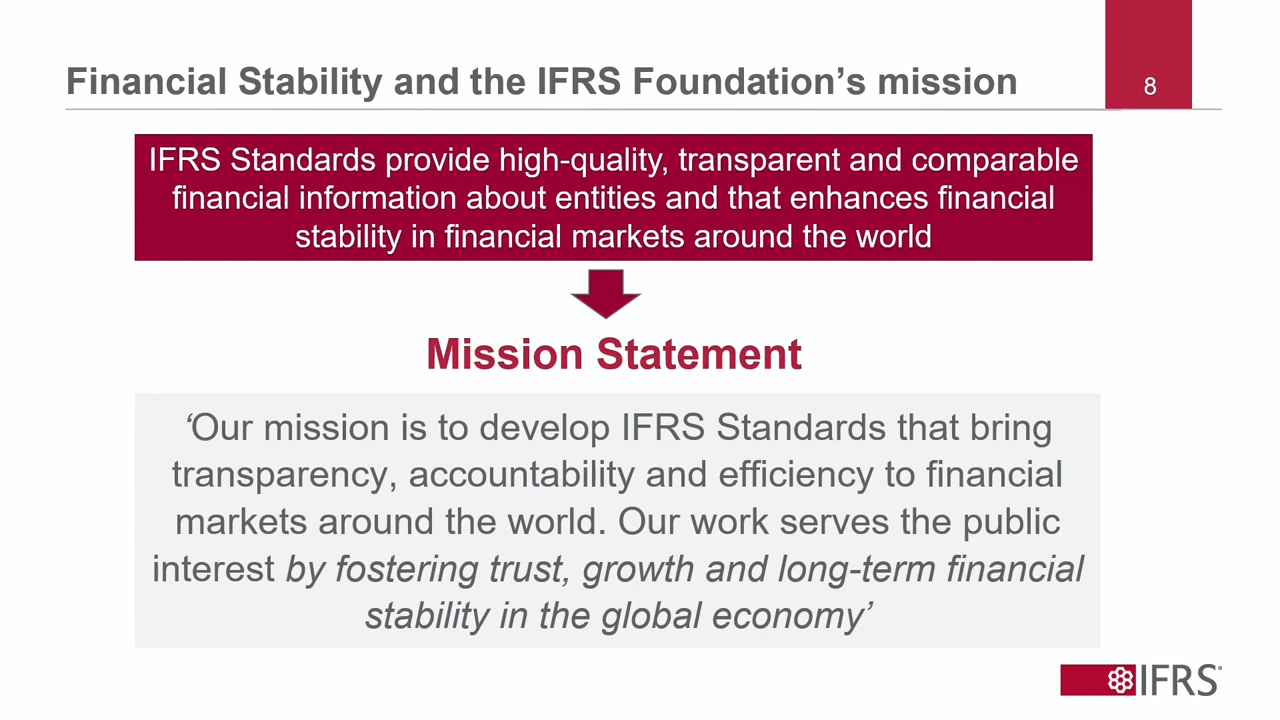 Financial Stability and the IFRS Foundation’s mission
8
IFRS Standards provide high-quality, transparent and comparable
financial information about entities and that enhances financial
stability in financial markets around the world
Mission Statement
‘Our mission is to develop IFRS Standards that bring
transparency, accountability and efficiency to financial
markets around the world. Our work serves the public
interest by fostering trust, growth and long-term financial
stability in the global economy’
IFRS®